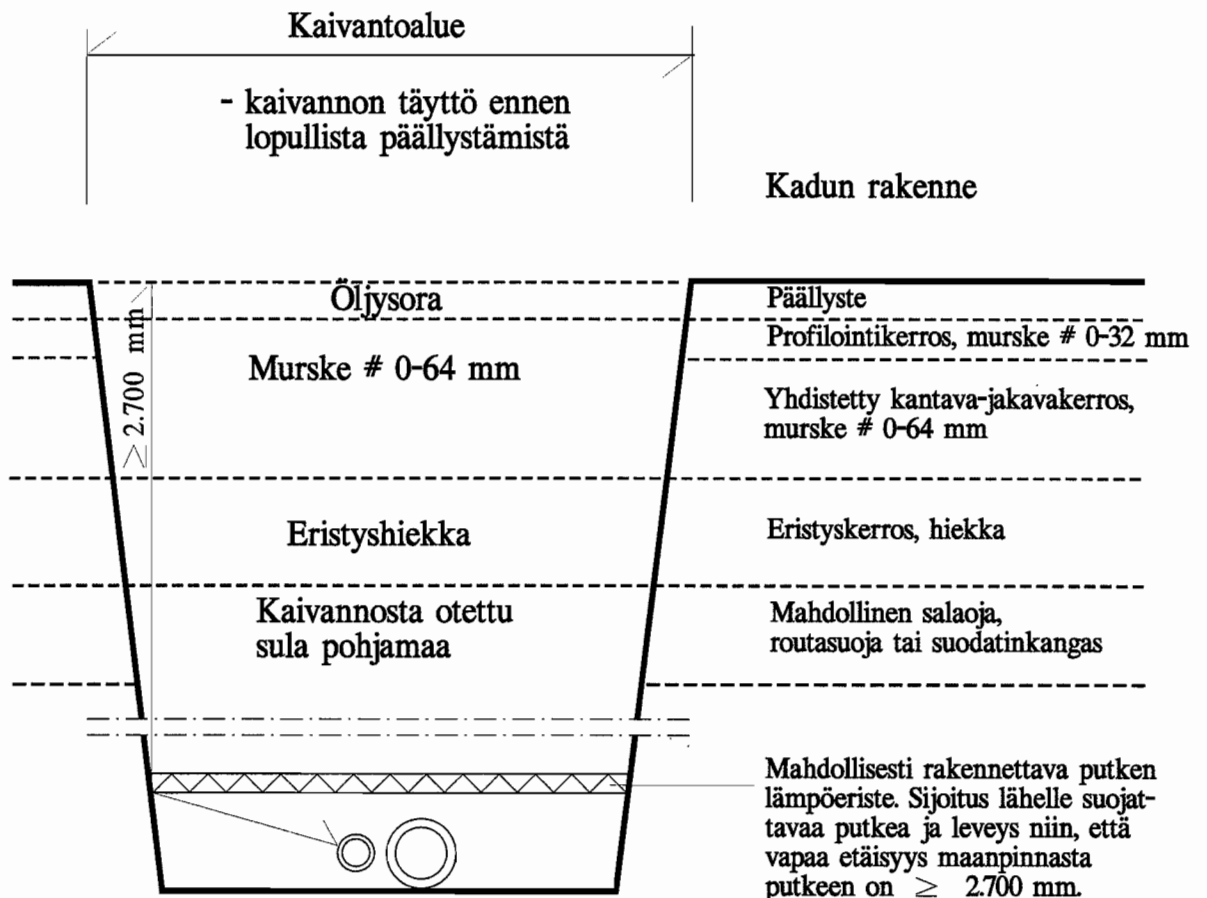 Kaivantoalue
- kaivannon täyttö ennen
lopullista päällystämistä
Kadun rakenne
Öljysora
Murske # 0-64 mm
≥ 2.700 mm
Eristyshiekka
Kaivannosta otettu
sula pohjamaa
Päällyste
Profilointikerros, murske # 0-32 mm
Yhdistetty kantava-jakavakerros,
murske # 0-64 mm
Eristyskerros, hiekka
Mahdollinen salaoja,
routasuoja tai suodatinkangas
Mahdollisesti rakennettava putken
lämpöeriste. Sijoitus lähelle suojat-
tavaa putkea ja leveys niin, että
vapaa etäisyys maanpinnasta
putkeen on ≥ 2.700 mm.